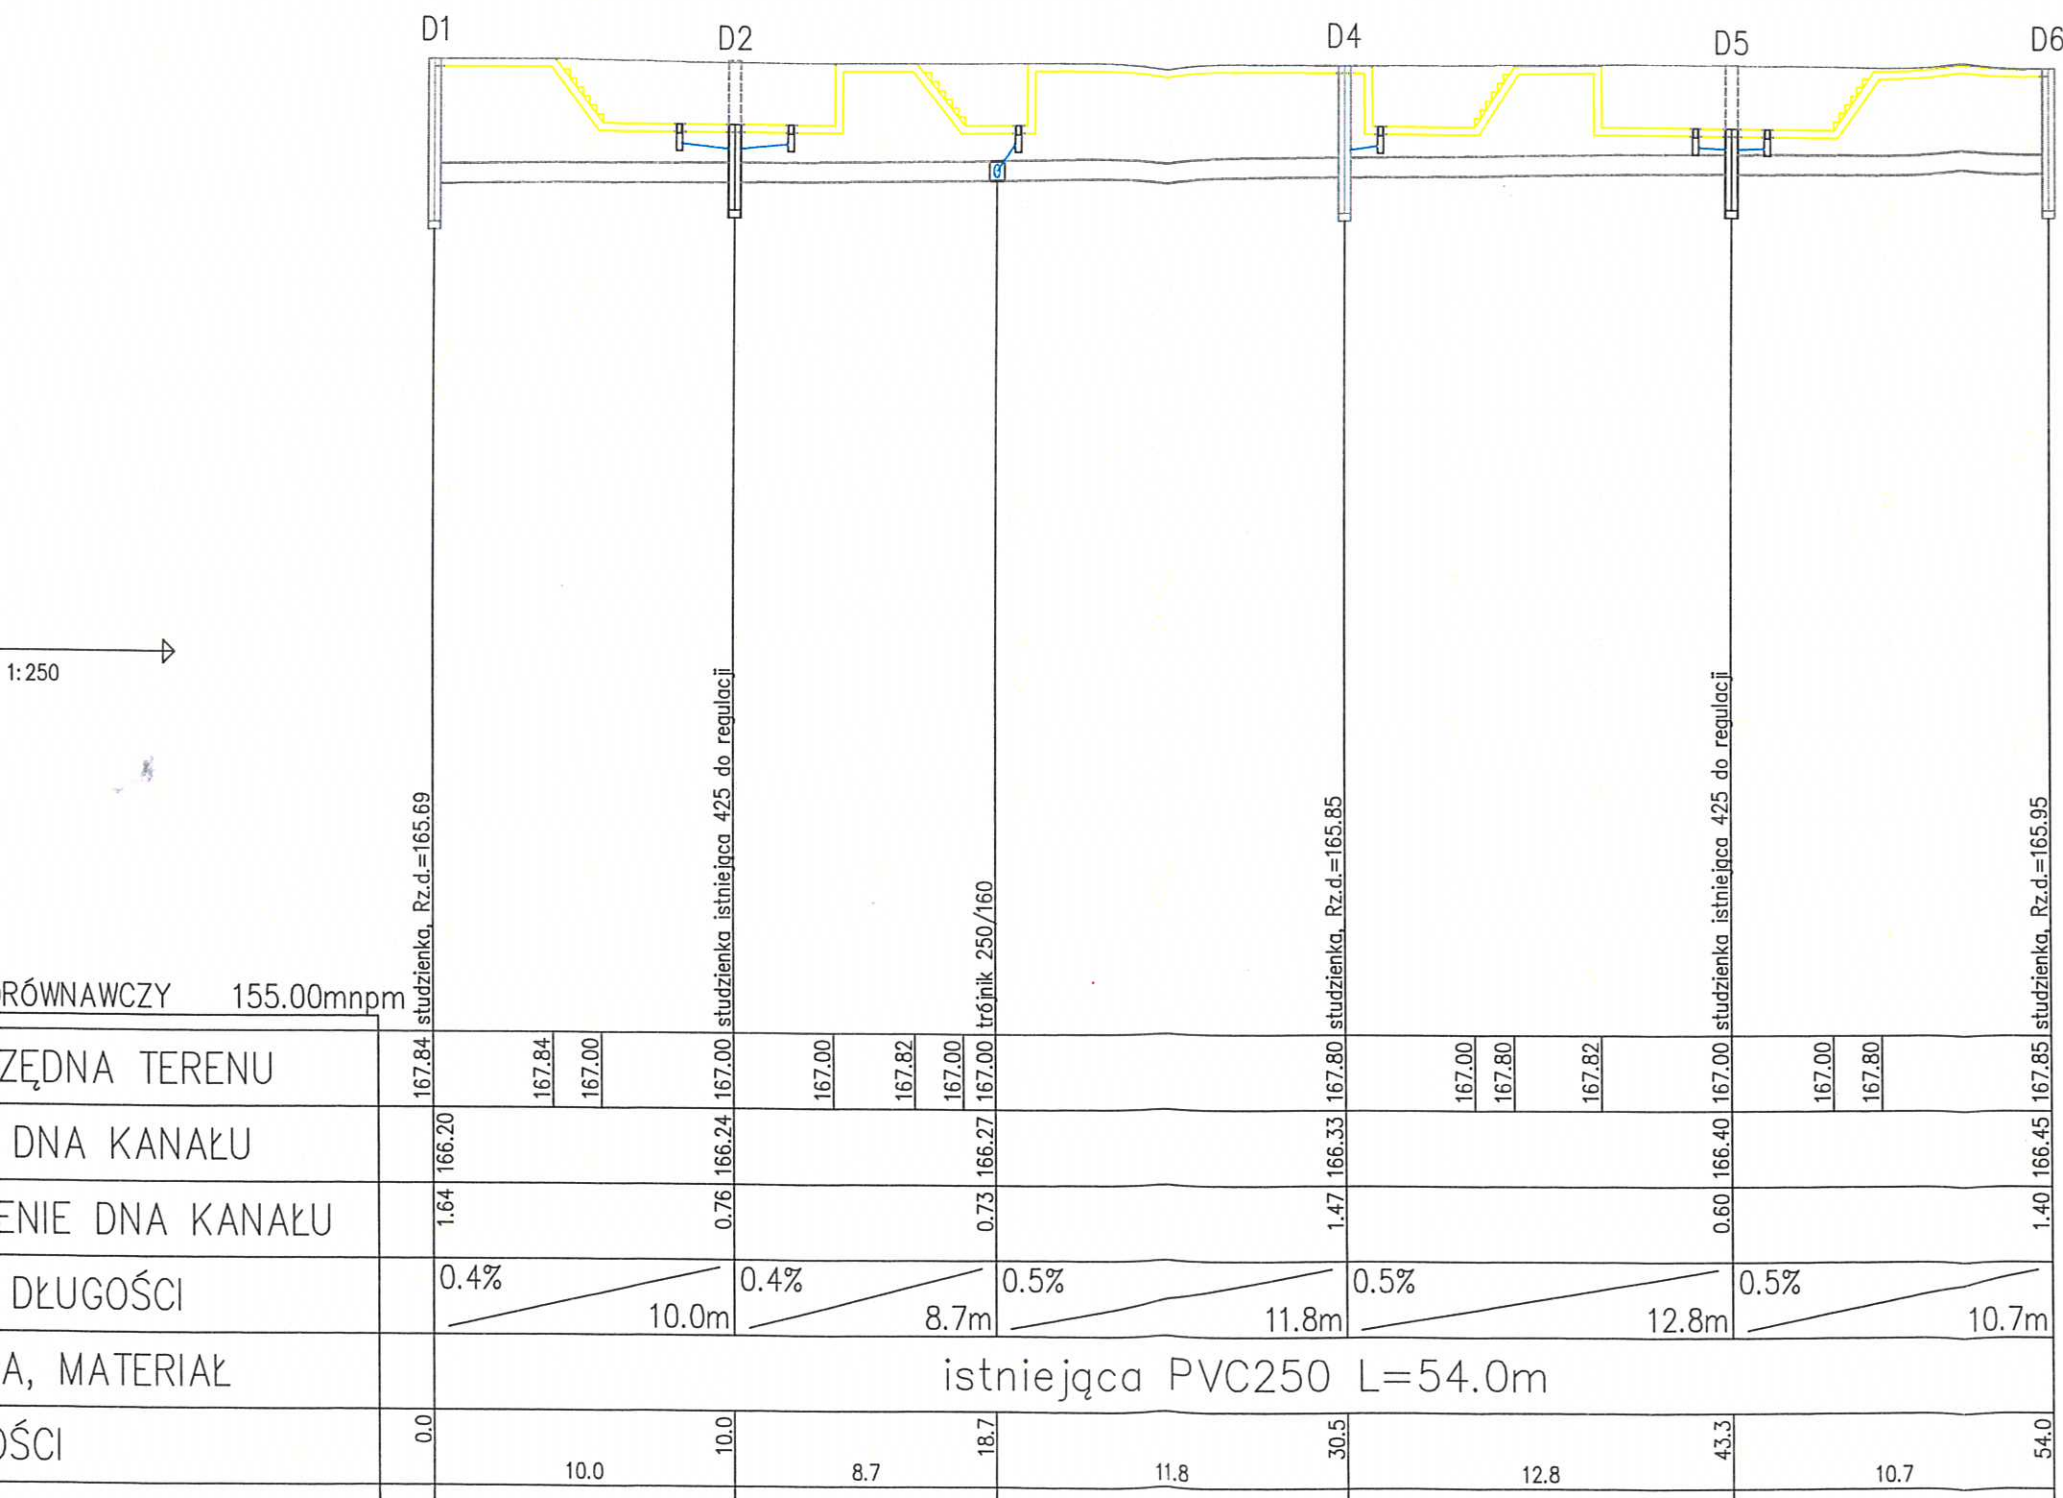 D1
D2
D4
D5
D6
1:250
studzienka, Rz.d.=165.69
studzienka istniejąca 425 do regulacji
trójnik 250/160
studzienka, Rz.d.=165.85
studzienka istniejąca 425 do regulacji
studzienka, Rz.d.=165.95
ORÓWNAWCZY 155.00mnpm
ZĘDNA TERENU
167.84 167.84 167.00 167.00 167.00 167.82 167.00 167.00 167.80 167.00 167.80 167.82 167.00 167.00 167.80 167.85
DNA KANAŁU
166.20 166.24 166.27 166.33 166.40 166.45
ENIE DNA KANAŁU
1.64 0.76 0.73 1.47 0.60 1.40
DŁUGOŚCI
0.4% 10.0m 0.4% 8.7m 0.5% 11.8m 0.5% 12.8m 0.5% 10.7m
A, MATERIAŁ
istniejąca PVC250 L=54.0m
OŚCI
0.0 10.0 18.7 30.5 43.3 54.0
10.0 8.7 11.8 12.8 10.7